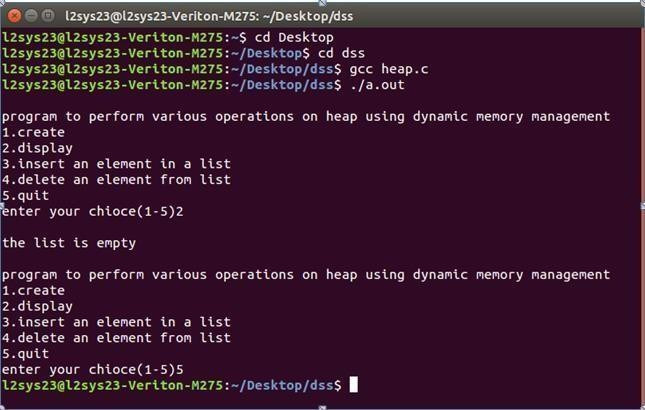 l2sys23@l2sys23-Veriton-M275: ~/Desktop/dss
l2sys23@l2sys23-Veriton-M275:~$ cd Desktop
l2sys23@l2sys23-Veriton-M275:~/Desktop$ cd dss
l2sys23@l2sys23-Veriton-M275:~/Desktop/dss$ gcc heap.c
l2sys23@l2sys23-Veriton-M275:~/Desktop/dss$ ./a.out
program to perform various operations on heap using dynamic memory management
1.create
2.display
3.insert an element in a list
4.delete an element from list
5.quit
enter your chioce(1-5)2
the list is empty
program to perform various operations on heap using dynamic memory management
1.create
2.display
3.insert an element in a list
4.delete an element from list
5.quit
enter your chioce(1-5)5
l2sys23@l2sys23-Veriton-M275:~/Desktop/dss$